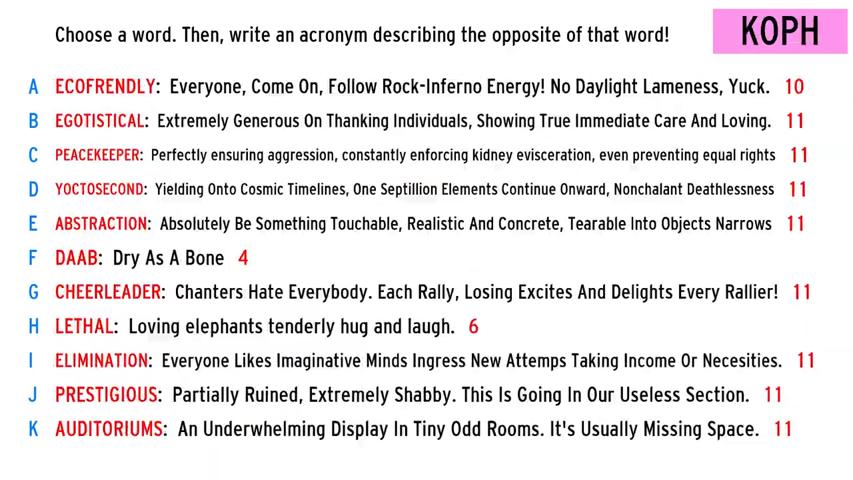 Choose a word. Then, write an acronym describing the opposite of that word!
KOPH
A ECOFRENDLY: Everyone, Come On, Follow Rock-Inferno Energy! No Daylight Lameness, Yuck. 10
B EGOTISTICAL: Extremely Generous On Thanking Individuals, Showing True Immediate Care And Loving. 11
C PEACEKEEPER: Perfectly ensuring aggression, constantly enforcing kidney evisceration, even preventing equal rights 11
D YOCTOSECOND: Yielding Onto Cosmic Timelines, One Septillion Elements Continue Onward, Nonchalant Deathlessness 11
E ABSTRACTION: Absolutely Be Something Touchable, Realistic And Concrete, Tearable Into Objects Narrows 11
F DAAB: Dry As A Bone 4
G CHEERLEADER: Chanters Hate Everybody. Each Rally, Losing Excites And Delights Every Rallier! 11
H LETHAL: Loving elephants tenderly hug and laugh. 6
I ELIMINATION: Everyone Likes Imaginative Minds Ingress New Attemps Taking Income Or Necesities. 11
J PRESTIGIOUS: Partially Ruined, Extremely Shabby. This Is Going In Our Useless Section. 11
K AUDITORIUMS: An Underwhelming Display In Tiny Odd Rooms. It's Usually Missing Space. 11